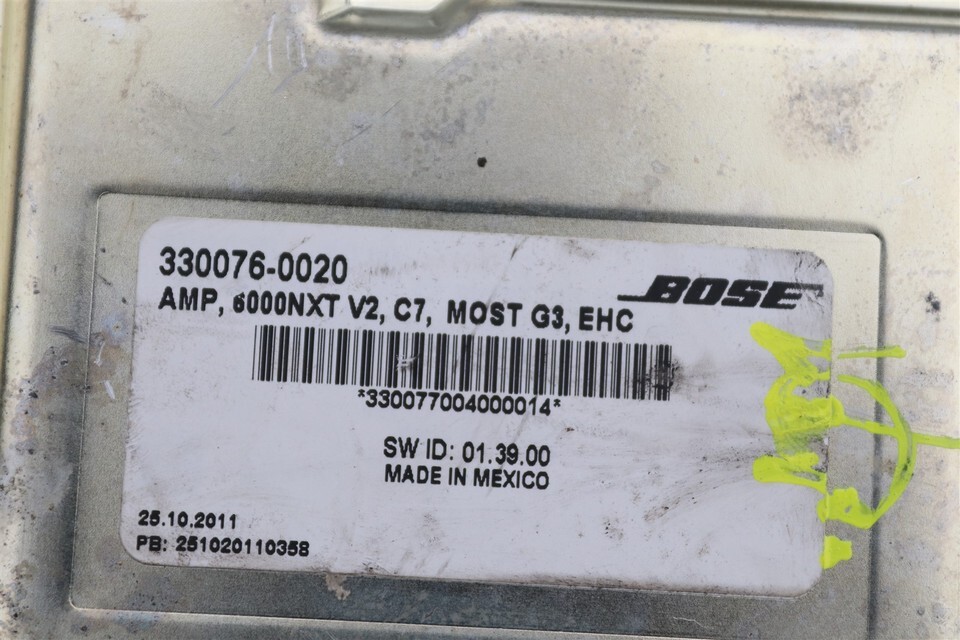 330076-0020
BOSE
AMP, 6000NXT V2, C7, MOST G3, EHC
*330077004000014*
SW ID: 01.39.00
MADE IN MEXICO
25.10.2011
PB: 251020110358